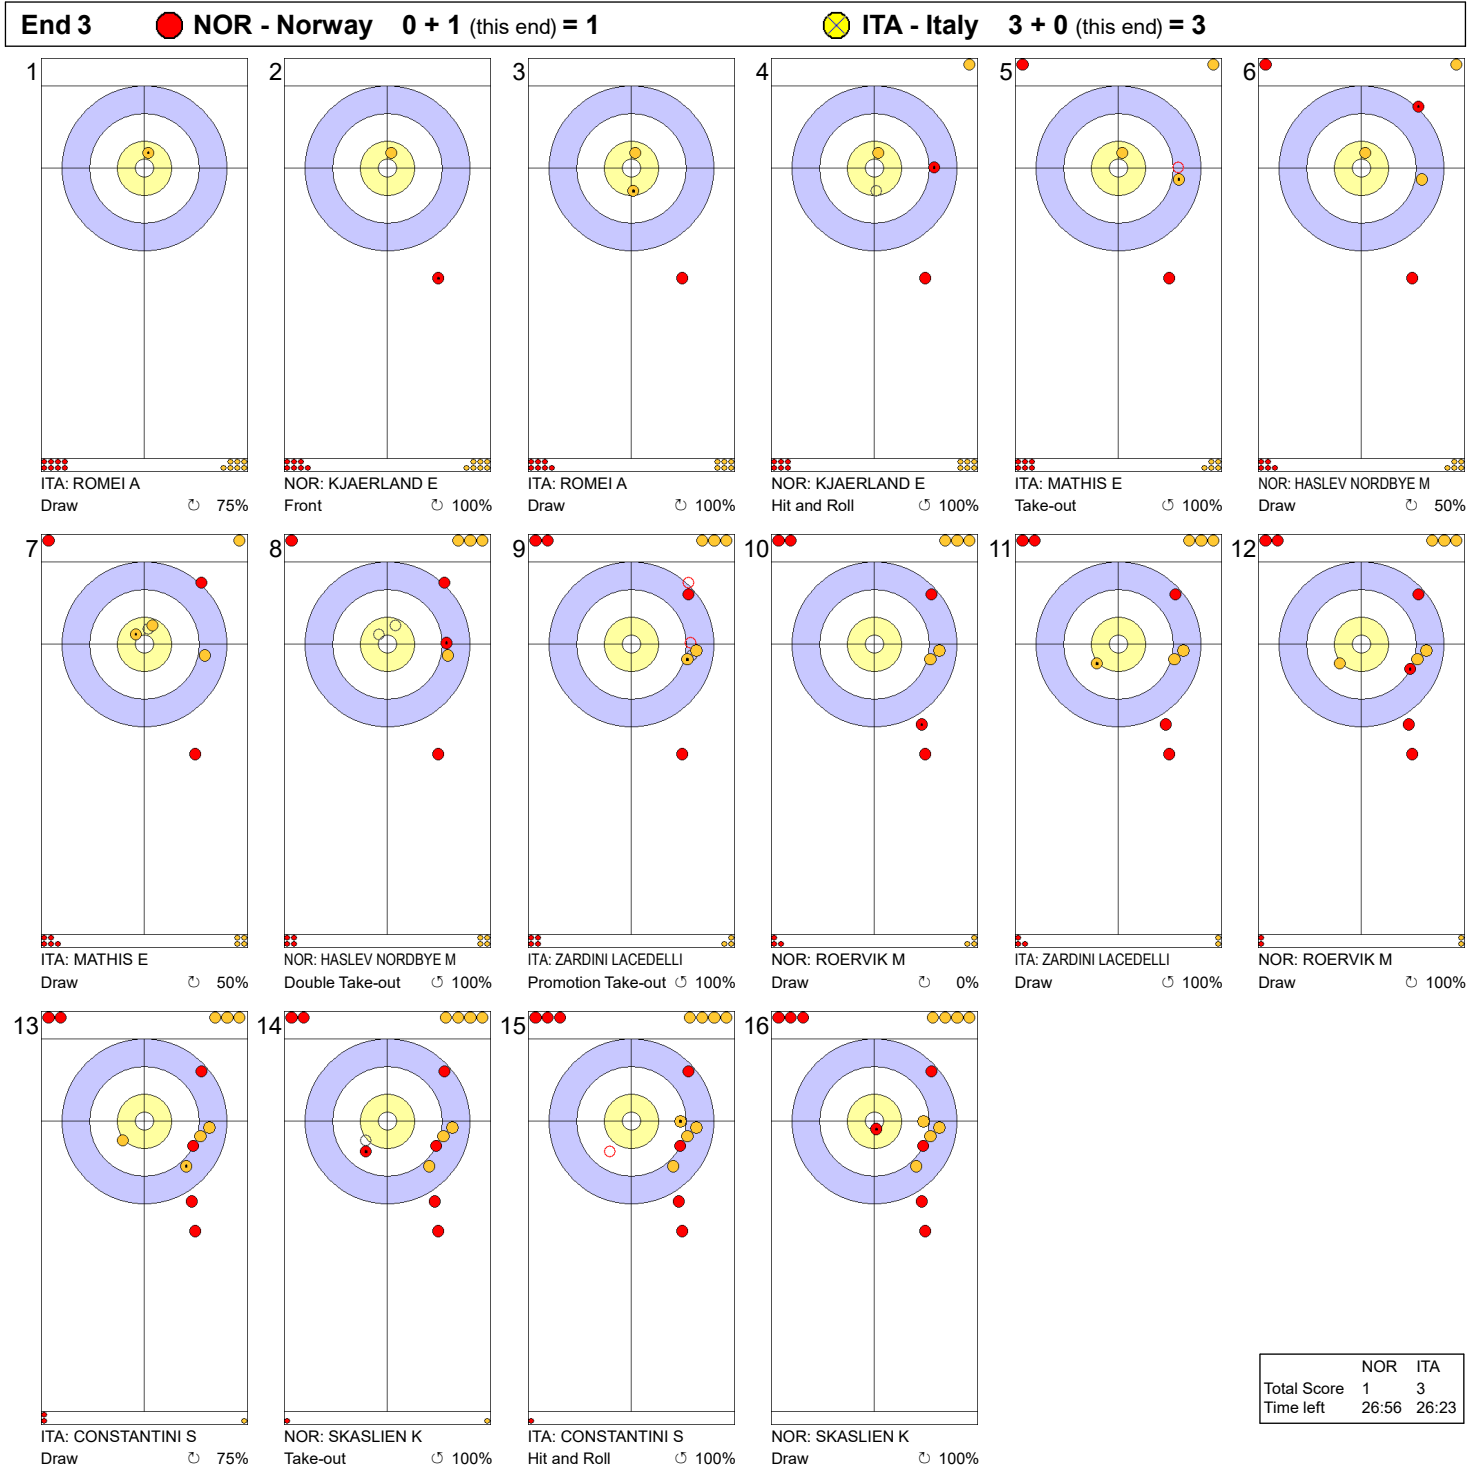 End 3 NOR - Norway 0 + 1 (this end) = 1 ITA - Italy 3 + 0 (this end) = 3
1 2 3 4 5 6
ITA: ROMEI A NOR: KJAERLAND E ITA: ROMEI A NOR: KJAERLAND E ITA: MATHIS E NOR: HASLEV NORDBYE M
Draw ↻ 75% Front ↻ 100% Draw ↻ 100% Hit and Roll ↺ 100% Take-out ↻ 100% Draw ↻ 50%
7 8 9 10 11 12
ITA: MATHIS E NOR: HASLEV NORDBYE M ITA: ZARDINI LACEDELLI NOR: ROERVIK M ITA: ZARDINI LACEDELLI NOR: ROERVIK M
Draw ↻ 50% Double Take-out ↺ 100% Promotion Take-out ↺ 100% Draw ↻ 0% Draw ↺ 100% Draw ↻ 100%
13 14 15 16
ITA: CONSTANTINI S NOR: SKASLIEN K ITA: CONSTANTINI S NOR: SKASLIEN K
Draw ↻ 75% Take-out ↺ 100% Hit and Roll ↺ 100% Draw ↺ 100%
NOR ITA
Total Score 1 3
Time left 26:56 26:23